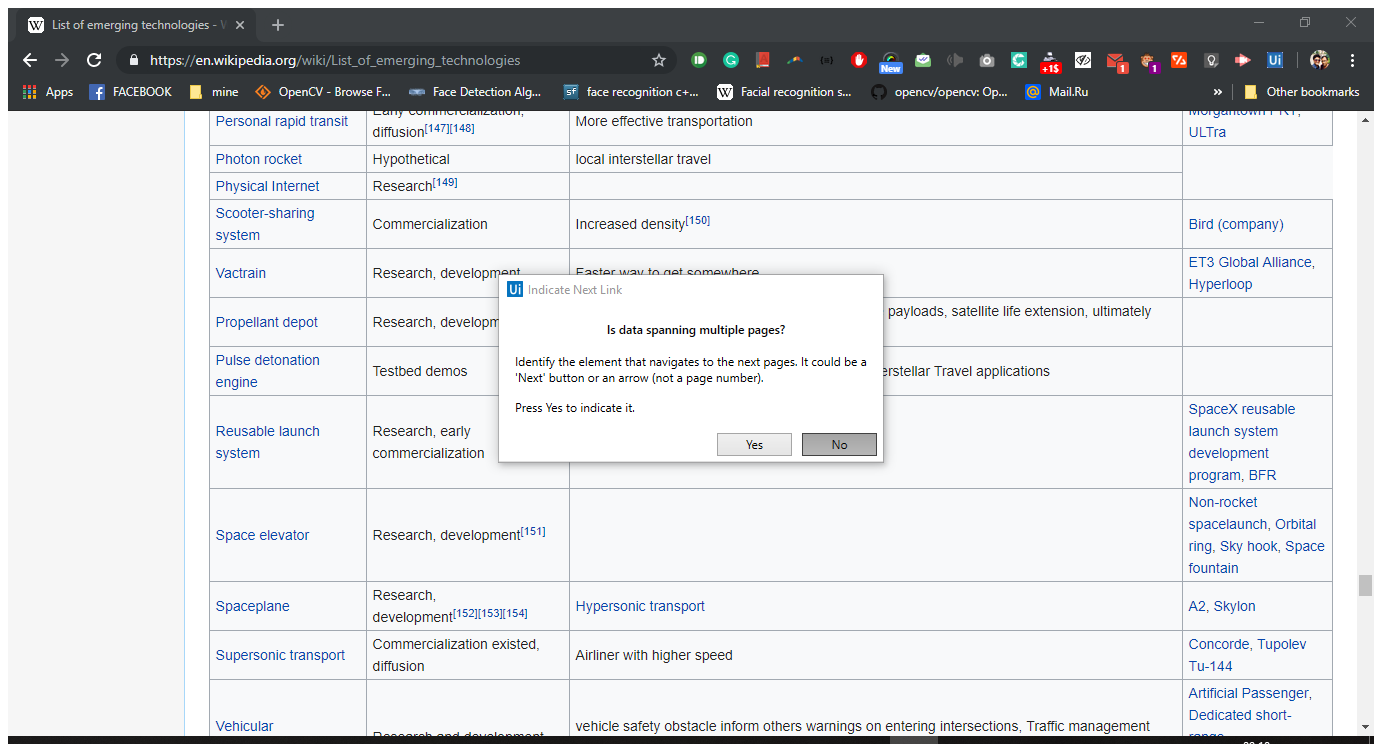 List of emerging technologies -
https://en.wikipedia.org/wiki/List_of_emerging_technologies
New
+1$
1
1
Ui
Apps
FACEBOOK
mine
OpenCV - Browse F...
Face Detection Alg...
sf
face recognition c+...
W
Facial recognition s...
opencv/opencv: Op...
@
Mail.Ru
»
Other bookmarks
Personal rapid transit
Early commercialization,
diffusion[147][148]
More effective transportation
Morgantown PRT,
ULTra
Photon rocket
Hypothetical
local interstellar travel
Physical Internet
Research[149]
Scooter-sharing
system
Commercialization
Increased density[150]
Bird (company)
Vactrain
Research, development
Faster way to get somewhere
ET3 Global Alliance,
Hyperloop
Propellant depot
Research, developm
payloads, satellite life extension, ultimately
Pulse detonation
engine
Testbed demos
erstellar Travel applications
Ui Indicate Next Link
Is data spanning multiple pages?
Identify the element that navigates to the next pages. It could be a
'Next' button or an arrow (not a page number).
Press Yes to indicate it.
Yes
No
Reusable launch
system
Research, early
commercialization
SpaceX reusable
launch system
development
program, BFR
Space elevator
Research, development[151]
Non-rocket
spacelaunch, Orbital
ring, Sky hook, Space
fountain
Spaceplane
Research,
development[152][153][154]
Hypersonic transport
A2, Skylon
Supersonic transport
Commercialization existed,
diffusion
Airliner with higher speed
Concorde, Tupolev
Tu-144
Vehicular
Research and development
vehicle safety obstacle inform others warnings on entering intersections, Traffic management
Artificial Passenger,
Dedicated short-
range